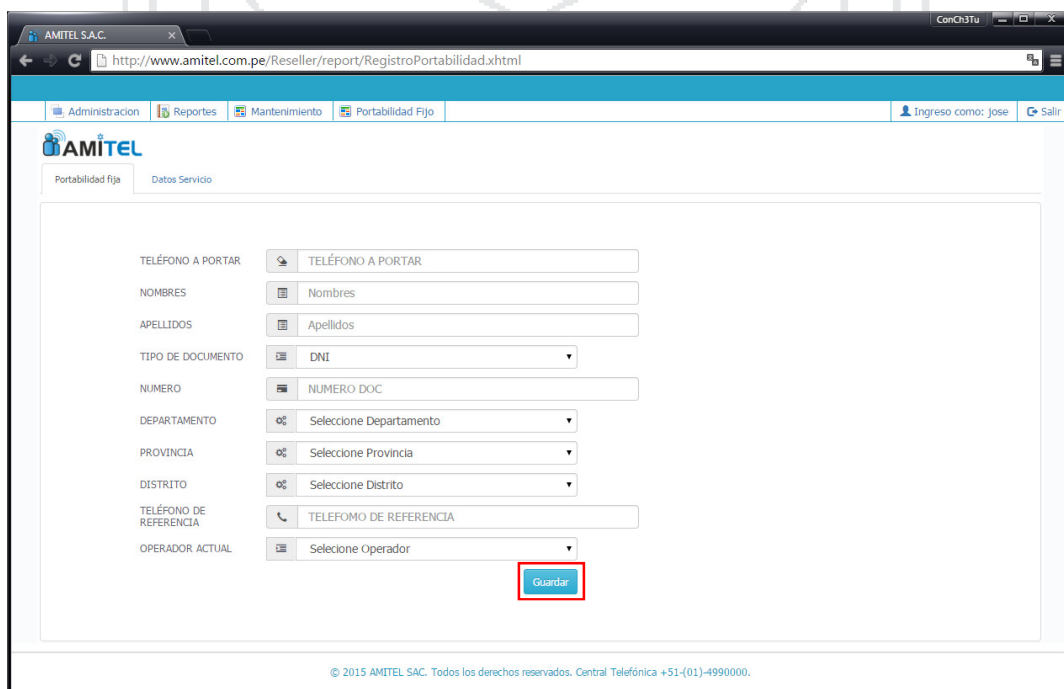 ConCh3Tu
AMITEL S.A.C.
http://www.amitel.com.pe/Reseller/report/RegistroPortabilidad.xhtml
Administracion Reportes Mantenimiento Portabilidad Fijo Ingreso como: jose Salir
AMITEL
Portabilidad fija Datos Servicio
TELÉFONO A PORTAR TELÉFONO A PORTAR
NOMBRES Nombres
APELLIDOS Apellidos
TIPO DE DOCUMENTO DNI
NUMERO NUMERO DOC
DEPARTAMENTO Seleccione Departamento
PROVINCIA Seleccione Provincia
DISTRITO Seleccione Distrito
TELÉFONO DE
REFERENCIA TELEFOMO DE REFERENCIA
OPERADOR ACTUAL Selecione Operador
Guardar
© 2015 AMITEL SAC. Todos los derechos reservados. Central Telefónica +51-(01)-4990000.